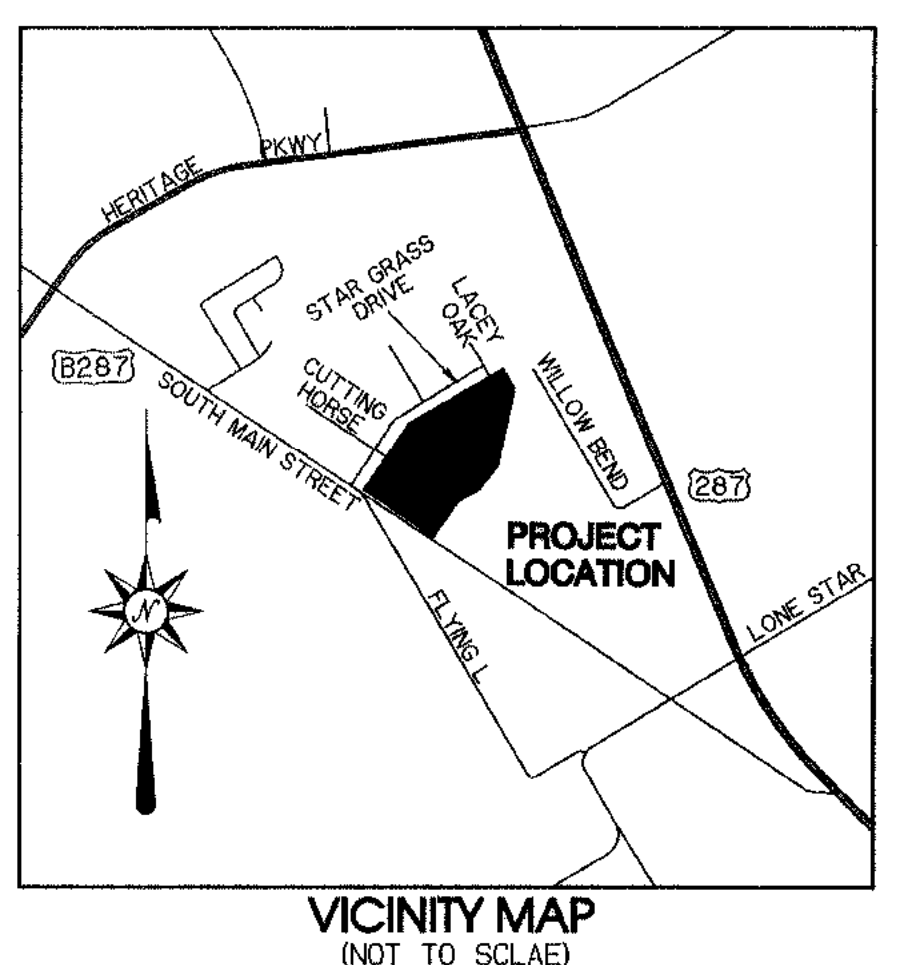 HERITAGE
PKWY
STAR GRASS
DRIVE
LACEY
OAK
B287
CUTTING
HORSE
WILLOW BEND
SOUTH MAIN STREET
287
PROJECT
LOCATION
LONE STAR
FLYING L
N
VICINITY MAP
(NOT TO SCLAE)